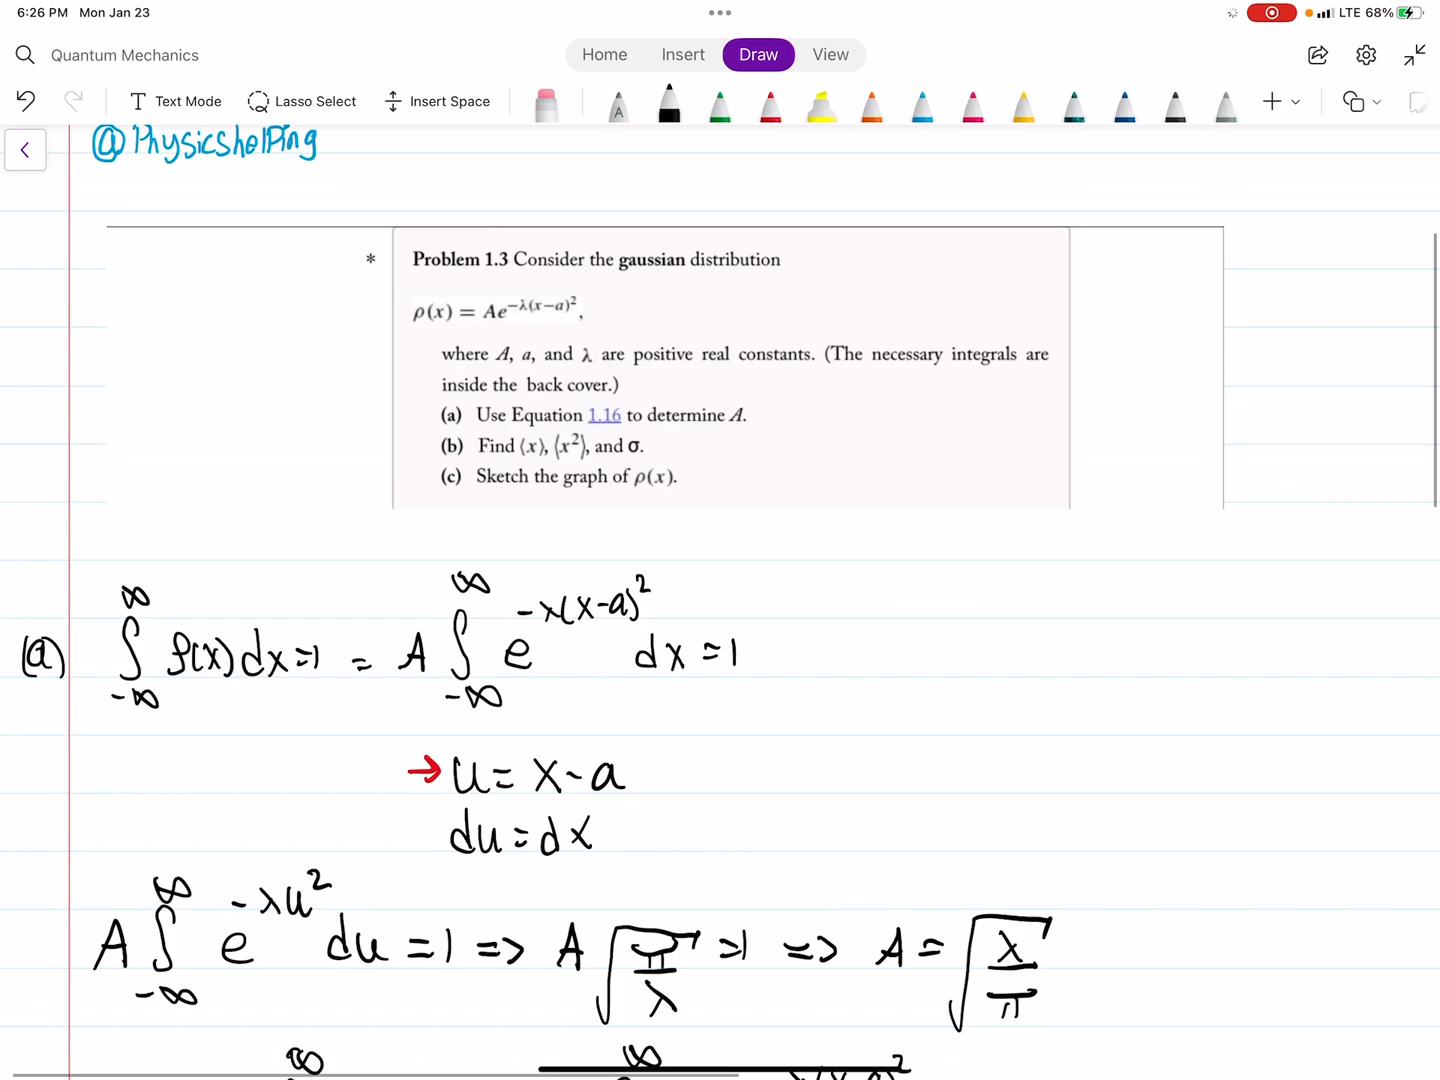 6:26 PM Mon Jan 23
LTE 68%
Quantum Mechanics
Home Insert Draw View
Text Mode Lasso Select Insert Space
@Physicshelping
* Problem 1.3 Consider the gaussian distribution
ρ(x) = Ae^{−λ(x−a)²},
where A, a, and λ are positive real constants. (The necessary integrals are
inside the back cover.)
(a) Use Equation 1.16 to determine A.
(b) Find ⟨x⟩, ⟨x²⟩, and σ.
(c) Sketch the graph of ρ(x).
(a) ∫_{-∞}^{∞} ρ(x) dx = 1 = A ∫_{-∞}^{∞} e^{-λ(x-a)²} dx = 1
→ u = x - a
du = dx
A ∫_{-∞}^{∞} e^{-λu²} du = 1 => A √(π/λ) = 1 => A = √(λ/π)